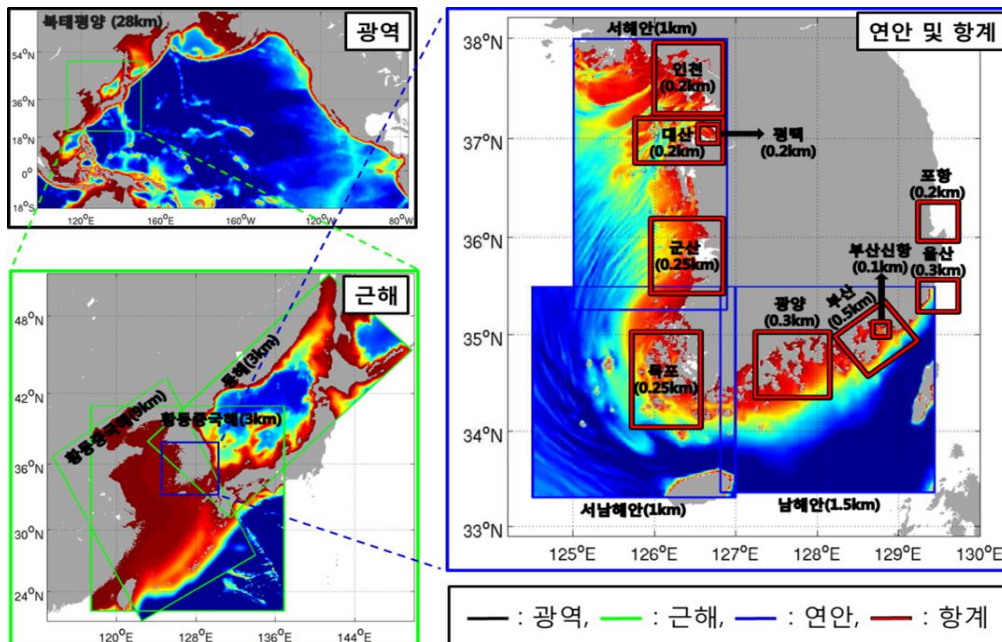 북태평양 (28km)
광역
54°N
36°N
18°N
0°
18°S
120°E
160°E
160°W
120°W
80°W
근해
48°N
42°N
36°N
30°N
24°N
동해(3km)
황동중국해(9km)
황동중국해(3km)
120°E
128°E
136°E
144°E
연안 및 항계
서해안(1km)
38°N
37°N
36°N
35°N
34°N
33°N
인천
(0.2km)
대산
(0.2km)
평택
(0.2km)
포항
(0.2km)
군산
(0.25km)
부산신항
(0.1km)
울산
(0.3km)
광양
(0.3km)
부산
(0.5km)
목포
(0.25km)
서남해안(1km)
남해안(1.5km)
125°E
126°E
127°E
128°E
129°E
130°E
: 광역, : 근해, : 연안, : 항계